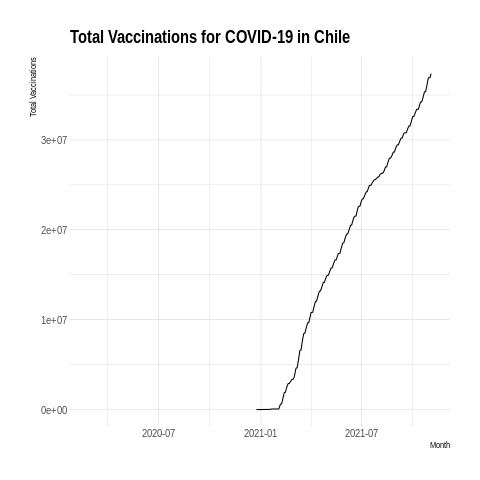 Total Vaccinations for COVID-19 in Chile
Total Vaccinations
3e+07
2e+07
1e+07
0e+00
2020-07
2021-01
2021-07
Month